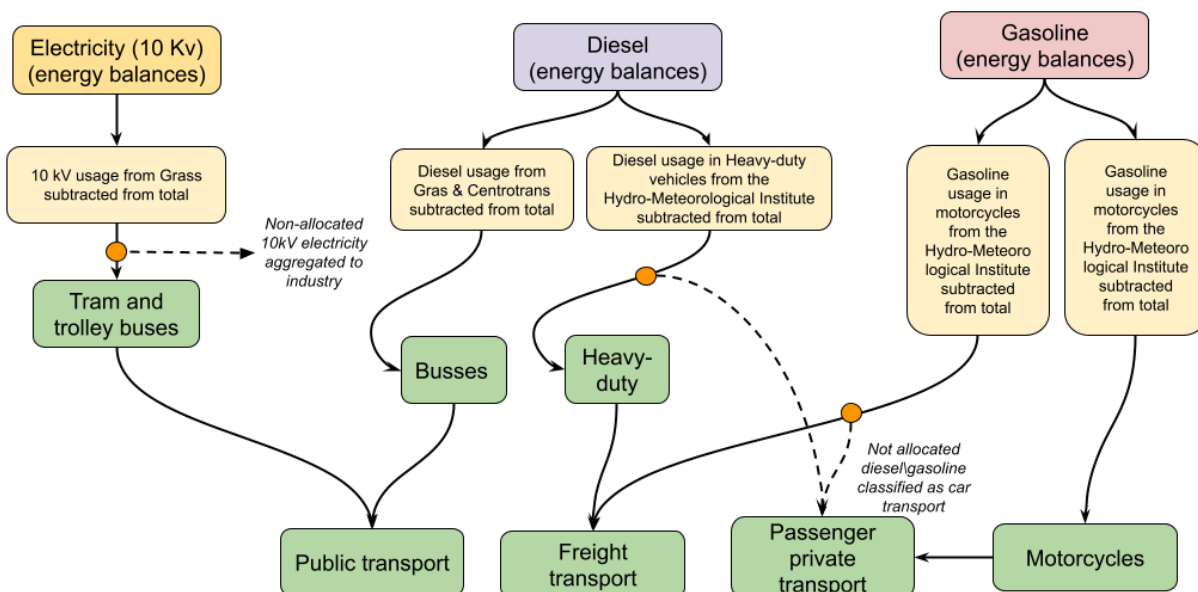 Electricity (10 Kv)
(energy balances)
Diesel
(energy balances)
Gasoline
(energy balances)
10 kV usage from Grass
subtracted from total
Diesel usage from
Gras & Centrotrans
subtracted from total
Diesel usage in Heavy-duty
vehicles from the
Hydro-Meteorological Institute
subtracted from total
Gasoline
usage in
motorcycles
from the
Hydro-Meteoro
logical Institute
subtracted
from total
Gasoline
usage in
motorcycles
from the
Hydro-Meteoro
logical Institute
subtracted
from total
Non-allocated
10kV electricity
aggregated to
industry
Tram and
trolley buses
Busses
Heavy-
duty
Not allocated
diesel\gasoline
classified as car
transport
Public transport
Freight
transport
Passenger
private
transport
Motorcycles